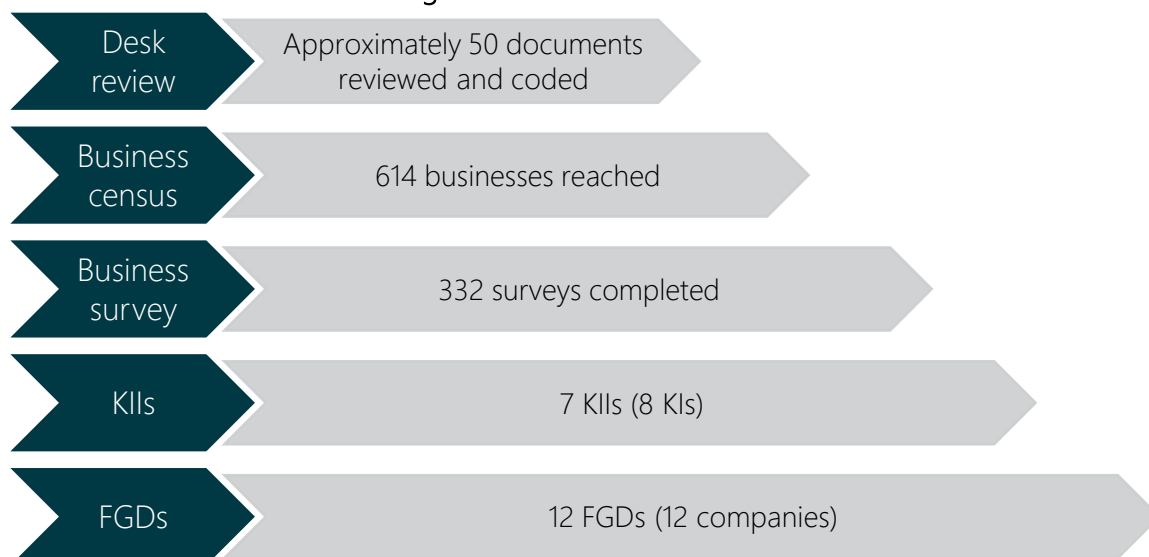 Desk
review
Approximately 50 documents
reviewed and coded
Business
census
614 businesses reached
Business
survey
332 surveys completed
KIIs
7 KIIs (8 KIs)
FGDs
12 FGDs (12 companies)